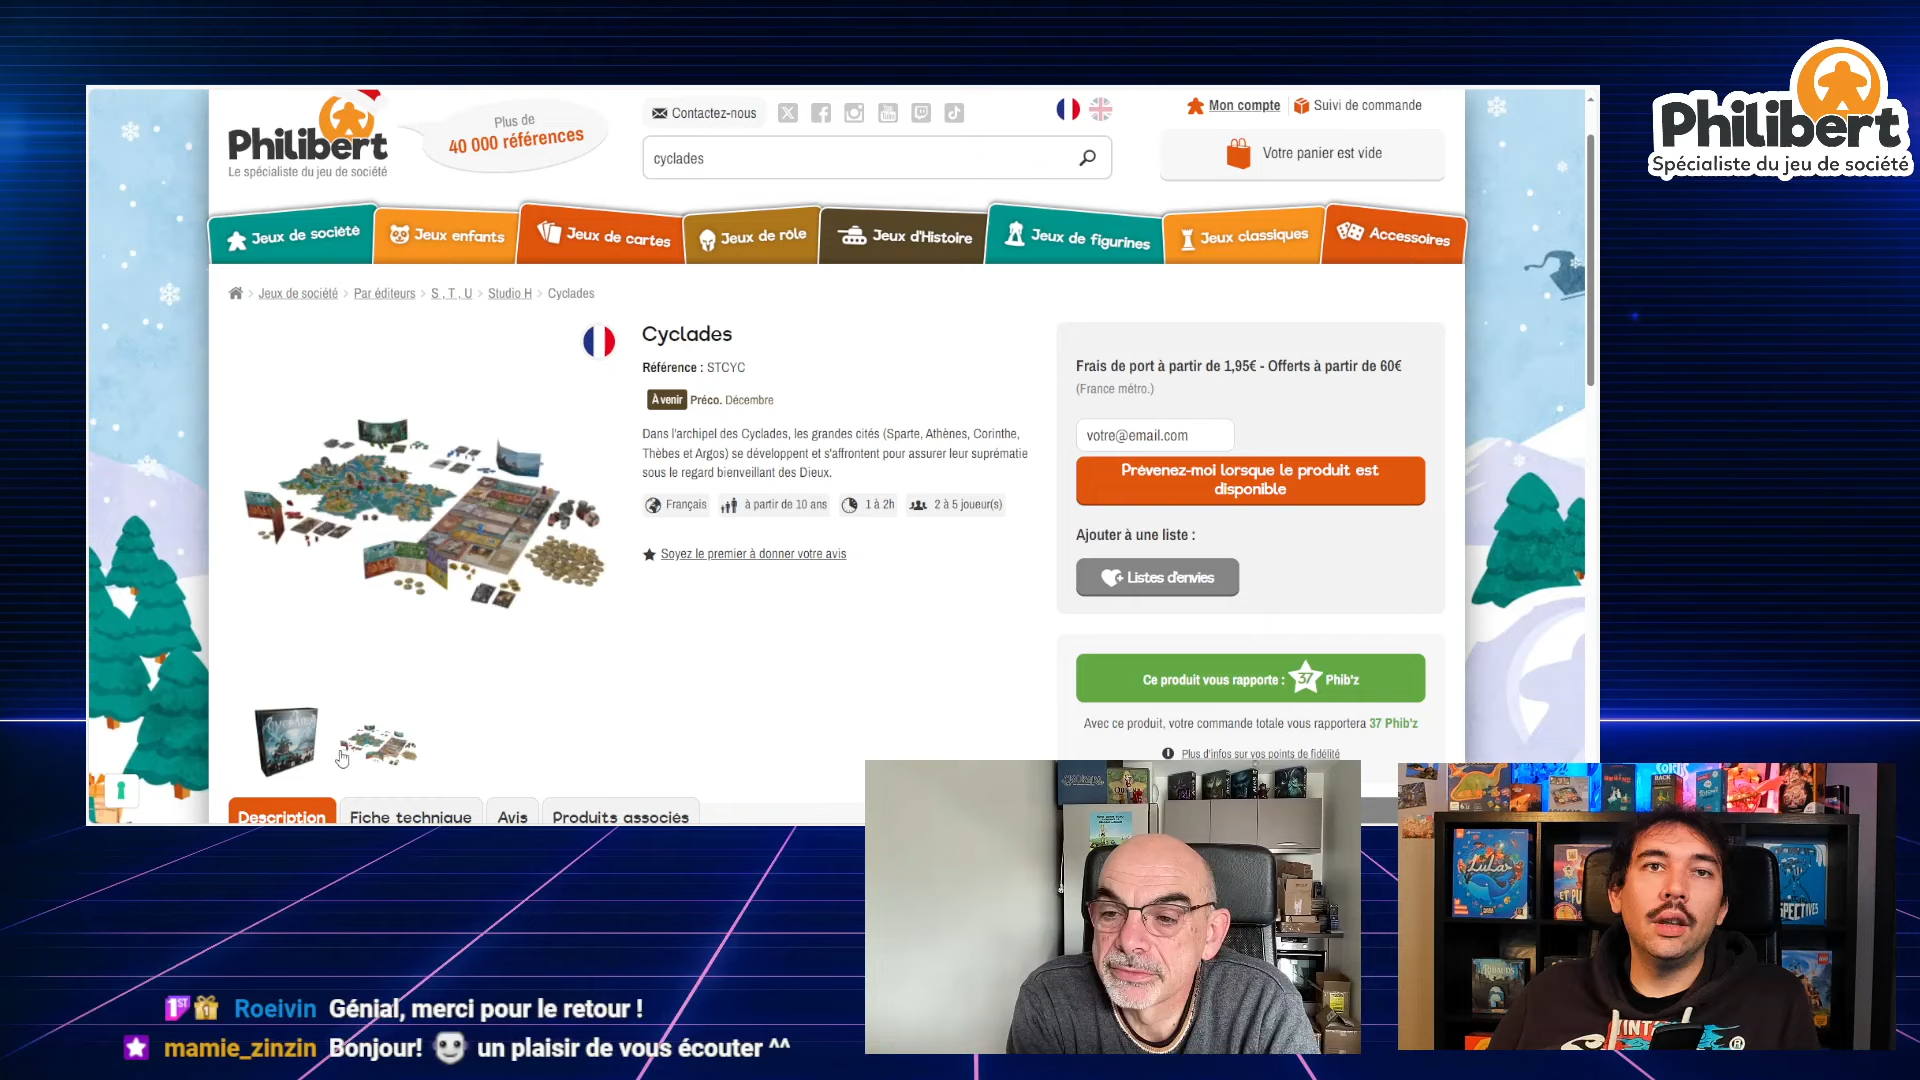 Philibert
Le spécialiste du jeu de société
Plus de
40 000 références
Contactez-nous
Mon compte
Suivi de commande
cyclades
Votre panier est vide
Philibert
Spécialiste du jeu de société
Jeux de société
Jeux enfants
Jeux de cartes
Jeux de rôle
Jeux d'Histoire
Jeux de figurines
Jeux classiques
Accessoires
Jeux de société > Par éditeurs > S , T , U > Studio H > Cyclades
Cyclades
Référence : STCYC
À venir Préco. Décembre
Dans l'archipel des Cyclades, les grandes cités (Sparte, Athènes, Corinthe,
Thèbes et Argos) se développent et s'affrontent pour assurer leur suprématie
sous le regard bienveillant des Dieux.
Français
à partir de 10 ans
1 à 2h
2 à 5 joueur(s)
Soyez le premier à donner votre avis
Frais de port à partir de 1,95€ - Offerts à partir de 60€
(France métro.)
votre@email.com
Prévenez-moi lorsque le produit est
disponible
Ajouter à une liste :
Listes d'envies
Ce produit vous rapporte : 37 Phib'z
Avec ce produit, votre commande totale vous rapportera 37 Phib'z
Plus d'infos sur vos points de fidélité
Description
Fiche technique
Avis
Produits associés
Lula
1ST 1 Roeivin Génial, merci pour le retour !
mamie_zinzin Bonjour! un plaisir de vous écouter ^^